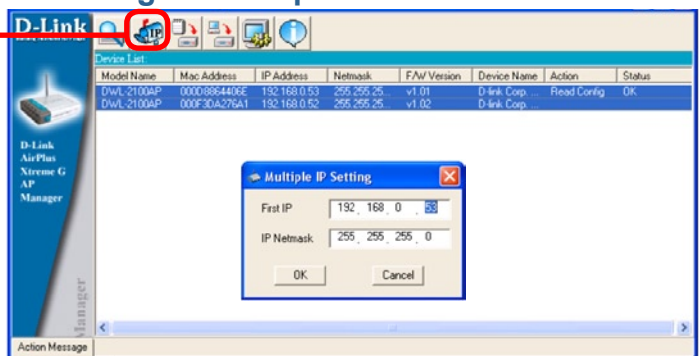 D-Link
IP
Device List:
Model Name Mac Address IP Address Netmask F/W Version Device Name Action Status
DWL-2100AP 000D8864406E 192.168.0.53 255.255.25... v1.01 D-link Corp. ... Read Config OK
DWL-2100AP 000F3DA276A1 192.168.0.52 255.255.25... v1.02 D-link Corp. ...
D-Link
AirPlus
Xtreme G
AP
Manager
Multiple IP Setting
First IP 192 . 168 . 0 . 53
IP Netmask 255 . 255 . 255 . 0
OK Cancel
Manager
Action Message